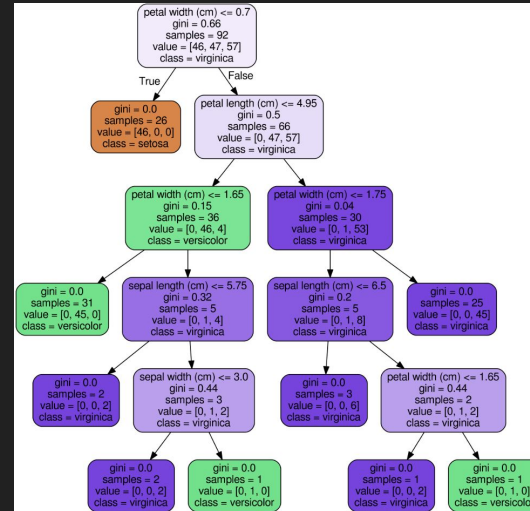 petal width (cm) <= 0.7
gini = 0.66
samples = 92
value = [46, 47, 57]
class = virginica
True
False
gini = 0.0
samples = 26
value = [46, 0, 0]
class = setosa
petal length (cm) <= 4.95
gini = 0.5
samples = 66
value = [0, 47, 57]
class = virginica
petal width (cm) <= 1.65
gini = 0.15
samples = 36
value = [0, 46, 4]
class = versicolor
petal width (cm) <= 1.75
gini = 0.04
samples = 30
value = [0, 1, 53]
class = virginica
gini = 0.0
samples = 31
value = [0, 45, 0]
class = versicolor
sepal length (cm) <= 5.75
gini = 0.32
samples = 5
value = [0, 1, 4]
class = virginica
sepal length (cm) <= 6.5
gini = 0.2
samples = 5
value = [0, 1, 8]
class = virginica
gini = 0.0
samples = 25
value = [0, 0, 45]
class = virginica
gini = 0.0
samples = 2
value = [0, 0, 2]
class = virginica
sepal width (cm) <= 3.0
gini = 0.44
samples = 3
value = [0, 1, 2]
class = virginica
gini = 0.0
samples = 3
value = [0, 0, 6]
class = virginica
petal width (cm) <= 1.65
gini = 0.44
samples = 2
value = [0, 1, 2]
class = virginica
gini = 0.0
samples = 2
value = [0, 0, 2]
class = virginica
gini = 0.0
samples = 1
value = [0, 1, 0]
class = versicolor
gini = 0.0
samples = 1
value = [0, 0, 2]
class = virginica
gini = 0.0
samples = 1
value = [0, 1, 0]
class = versicolor